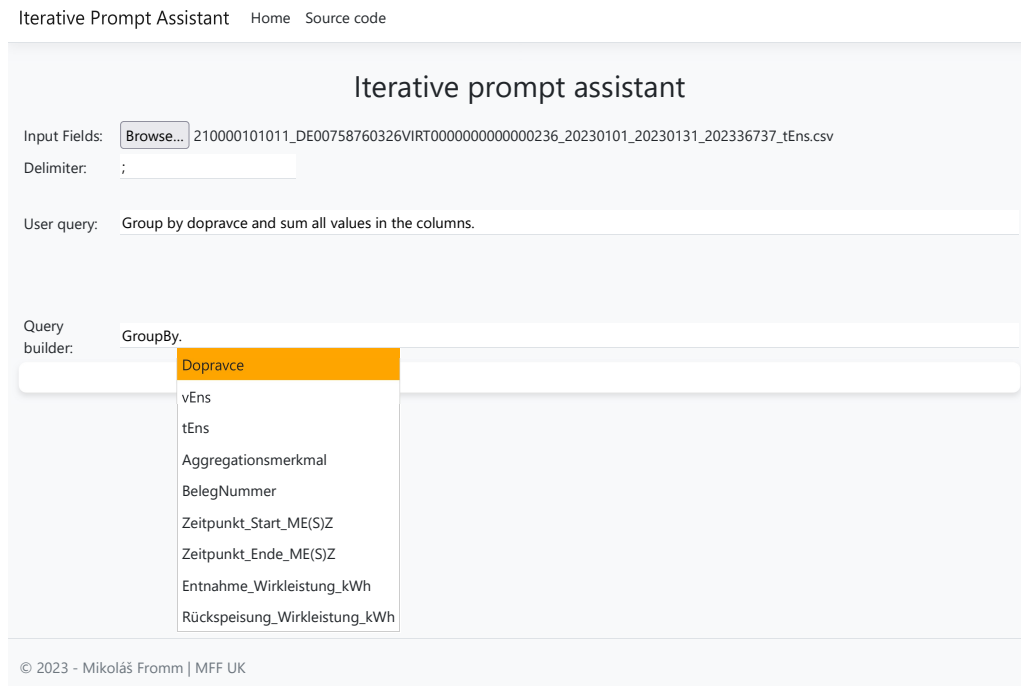 Iterative Prompt Assistant Home Source code
Iterative prompt assistant
Input Fields: Browse... 210000101011_DE00758760326VIRT0000000000000236_20230101_20230131_202336737_tEns.csv
Delimiter: ;
User query: Group by dopravce and sum all values in the columns.
Query builder: GroupBy.
Dopravce
vEns
tEns
Aggregationsmerkmal
BelegNummer
Zeitpunkt_Start_ME(S)Z
Zeitpunkt_Ende_ME(S)Z
Entnahme_Wirkleistung_kWh
Rückspeisung_Wirkleistung_kWh
© 2023 - Mikoláš Fromm | MFF UK